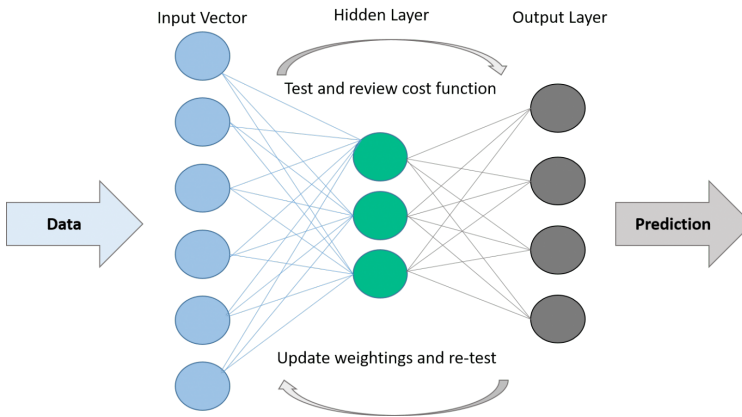 Input Vector
Hidden Layer
Output Layer
Test and review cost function
Data
Prediction
Update weightings and re-test